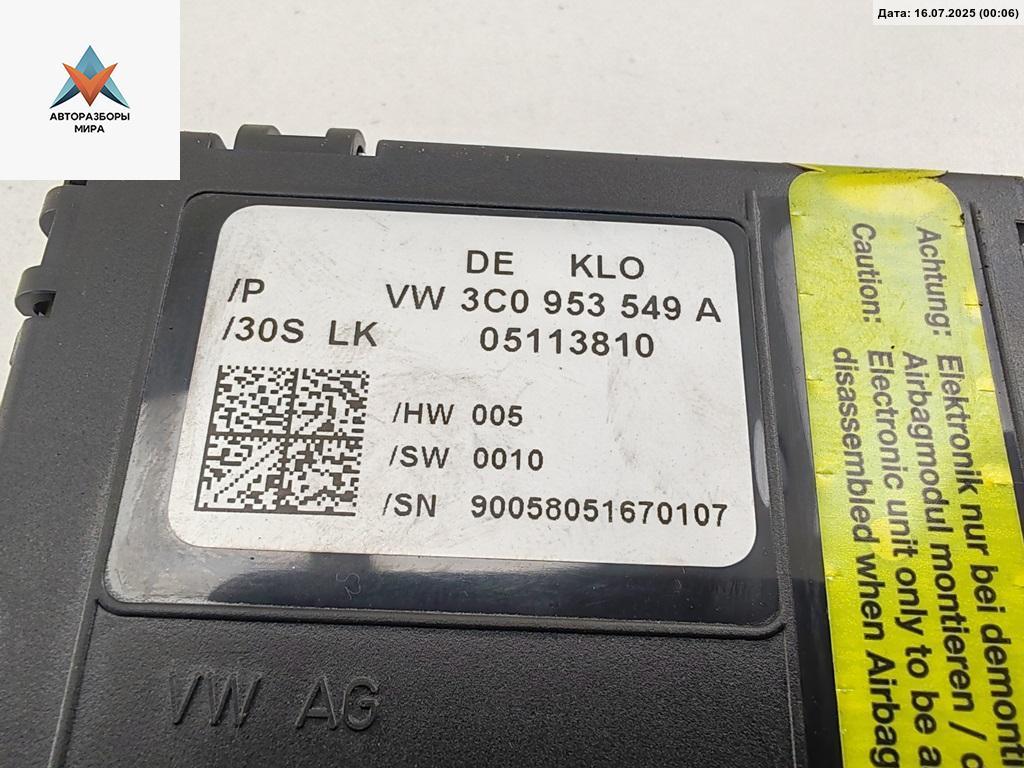 Дата: 16.07.2025 (00:06)
АВТОРАЗБОРЫ
МИРА
DE KLO
/P VW 3C0 953 549 A
/30S LK 05113810
/HW 005
/SW 0010
/SN 90058051670107
VW AG
Achtung: Elektronik nur bei demonti
Airbagmodul montieren /
Caution: Electronic unit only to be
disassembled when Airbag